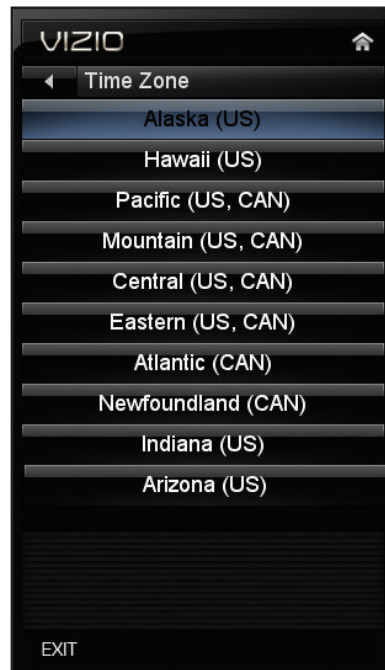 VIZIO
Time Zone
Alaska (US)
Hawaii (US)
Pacific (US, CAN)
Mountain (US, CAN)
Central (US, CAN)
Eastern (US, CAN)
Atlantic (CAN)
Newfoundland (CAN)
Indiana (US)
Arizona (US)
EXIT